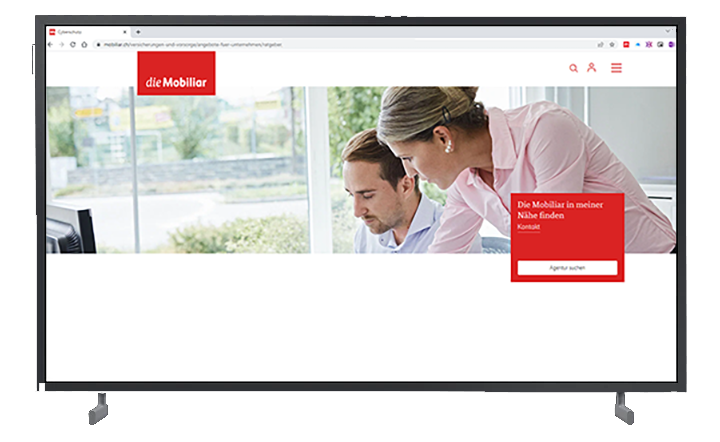 Cyberschutz
mobiliar.ch/versicherungen-und-vorsorge/angebote-fuer-unternehmen/ratgeber
die Mobiliar
Die Mobiliar in meiner
Nähe finden
Kontakt
Agentur suchen